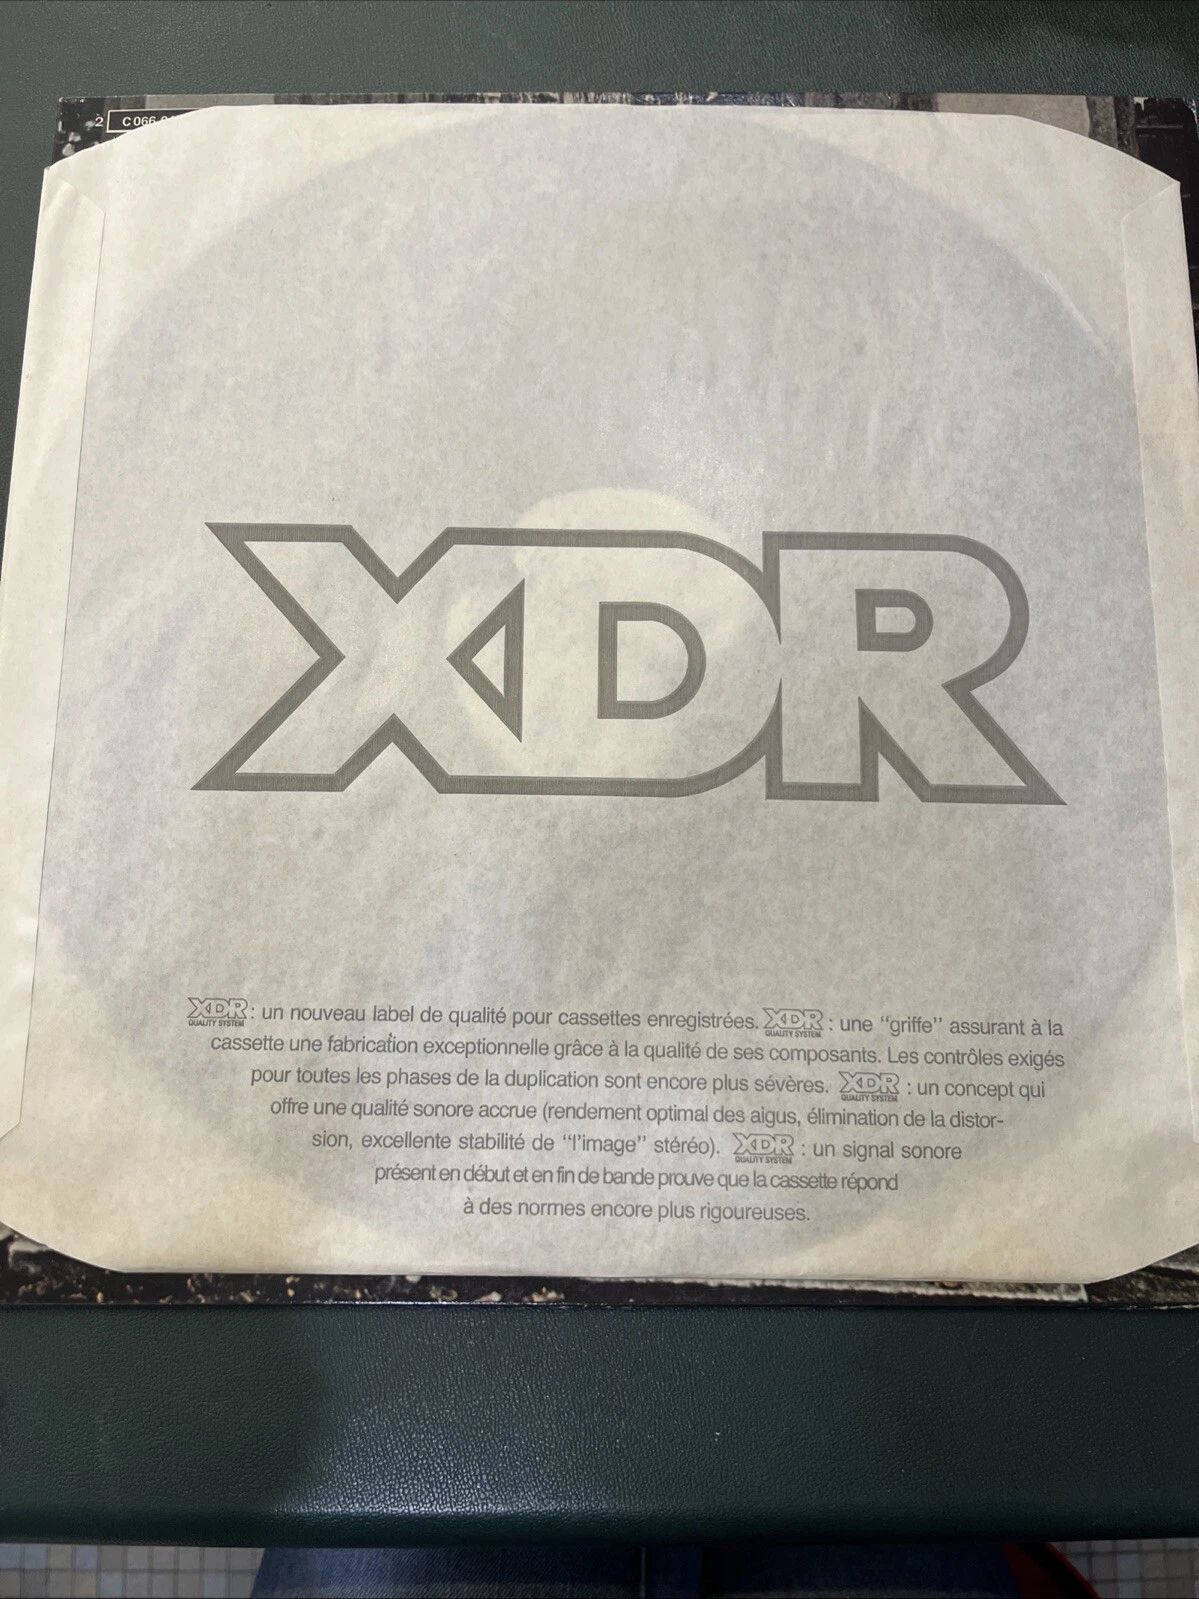 2 C 066
XDR
XDR QUALITY SYSTEM : un nouveau label de qualité pour cassettes enregistrées. XDR QUALITY SYSTEM : une “griffe” assurant à la
cassette une fabrication exceptionnelle grâce à la qualité de ses composants. Les contrôles exigés
pour toutes les phases de la duplication sont encore plus sévères. XDR QUALITY SYSTEM : un concept qui
offre une qualité sonore accrue (rendement optimal des aigus, élimination de la distor-
sion, excellente stabilité de “l’image” stéréo). XDR QUALITY SYSTEM : un signal sonore
présent en début et en fin de bande prouve que la cassette répond
à des normes encore plus rigoureuses.